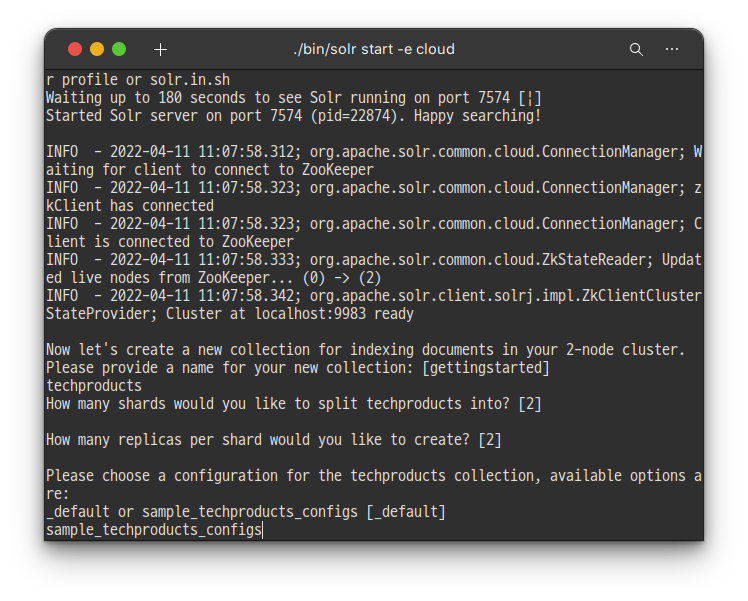 ./bin/solr start -e cloud
r profile or solr.in.sh
Waiting up to 180 seconds to see Solr running on port 7574 [¦]
Started Solr server on port 7574 (pid=22874). Happy searching!
INFO  - 2022-04-11 11:07:58.312; org.apache.solr.common.cloud.ConnectionManager; W
aiting for client to connect to ZooKeeper
INFO  - 2022-04-11 11:07:58.323; org.apache.solr.common.cloud.ConnectionManager; z
kClient has connected
INFO  - 2022-04-11 11:07:58.323; org.apache.solr.common.cloud.ConnectionManager; C
lient is connected to ZooKeeper
INFO  - 2022-04-11 11:07:58.333; org.apache.solr.common.cloud.ZkStateReader; Updat
ed live nodes from ZooKeeper... (0) -> (2)
INFO  - 2022-04-11 11:07:58.342; org.apache.solr.client.solrj.impl.ZkClientCluster
StateProvider; Cluster at localhost:9983 ready
Now let's create a new collection for indexing documents in your 2-node cluster.
Please provide a name for your new collection: [gettingstarted]
techproducts
How many shards would you like to split techproducts into? [2]
How many replicas per shard would you like to create? [2]
Please choose a configuration for the techproducts collection, available options a
re:
_default or sample_techproducts_configs [_default]
sample_techproducts_configs